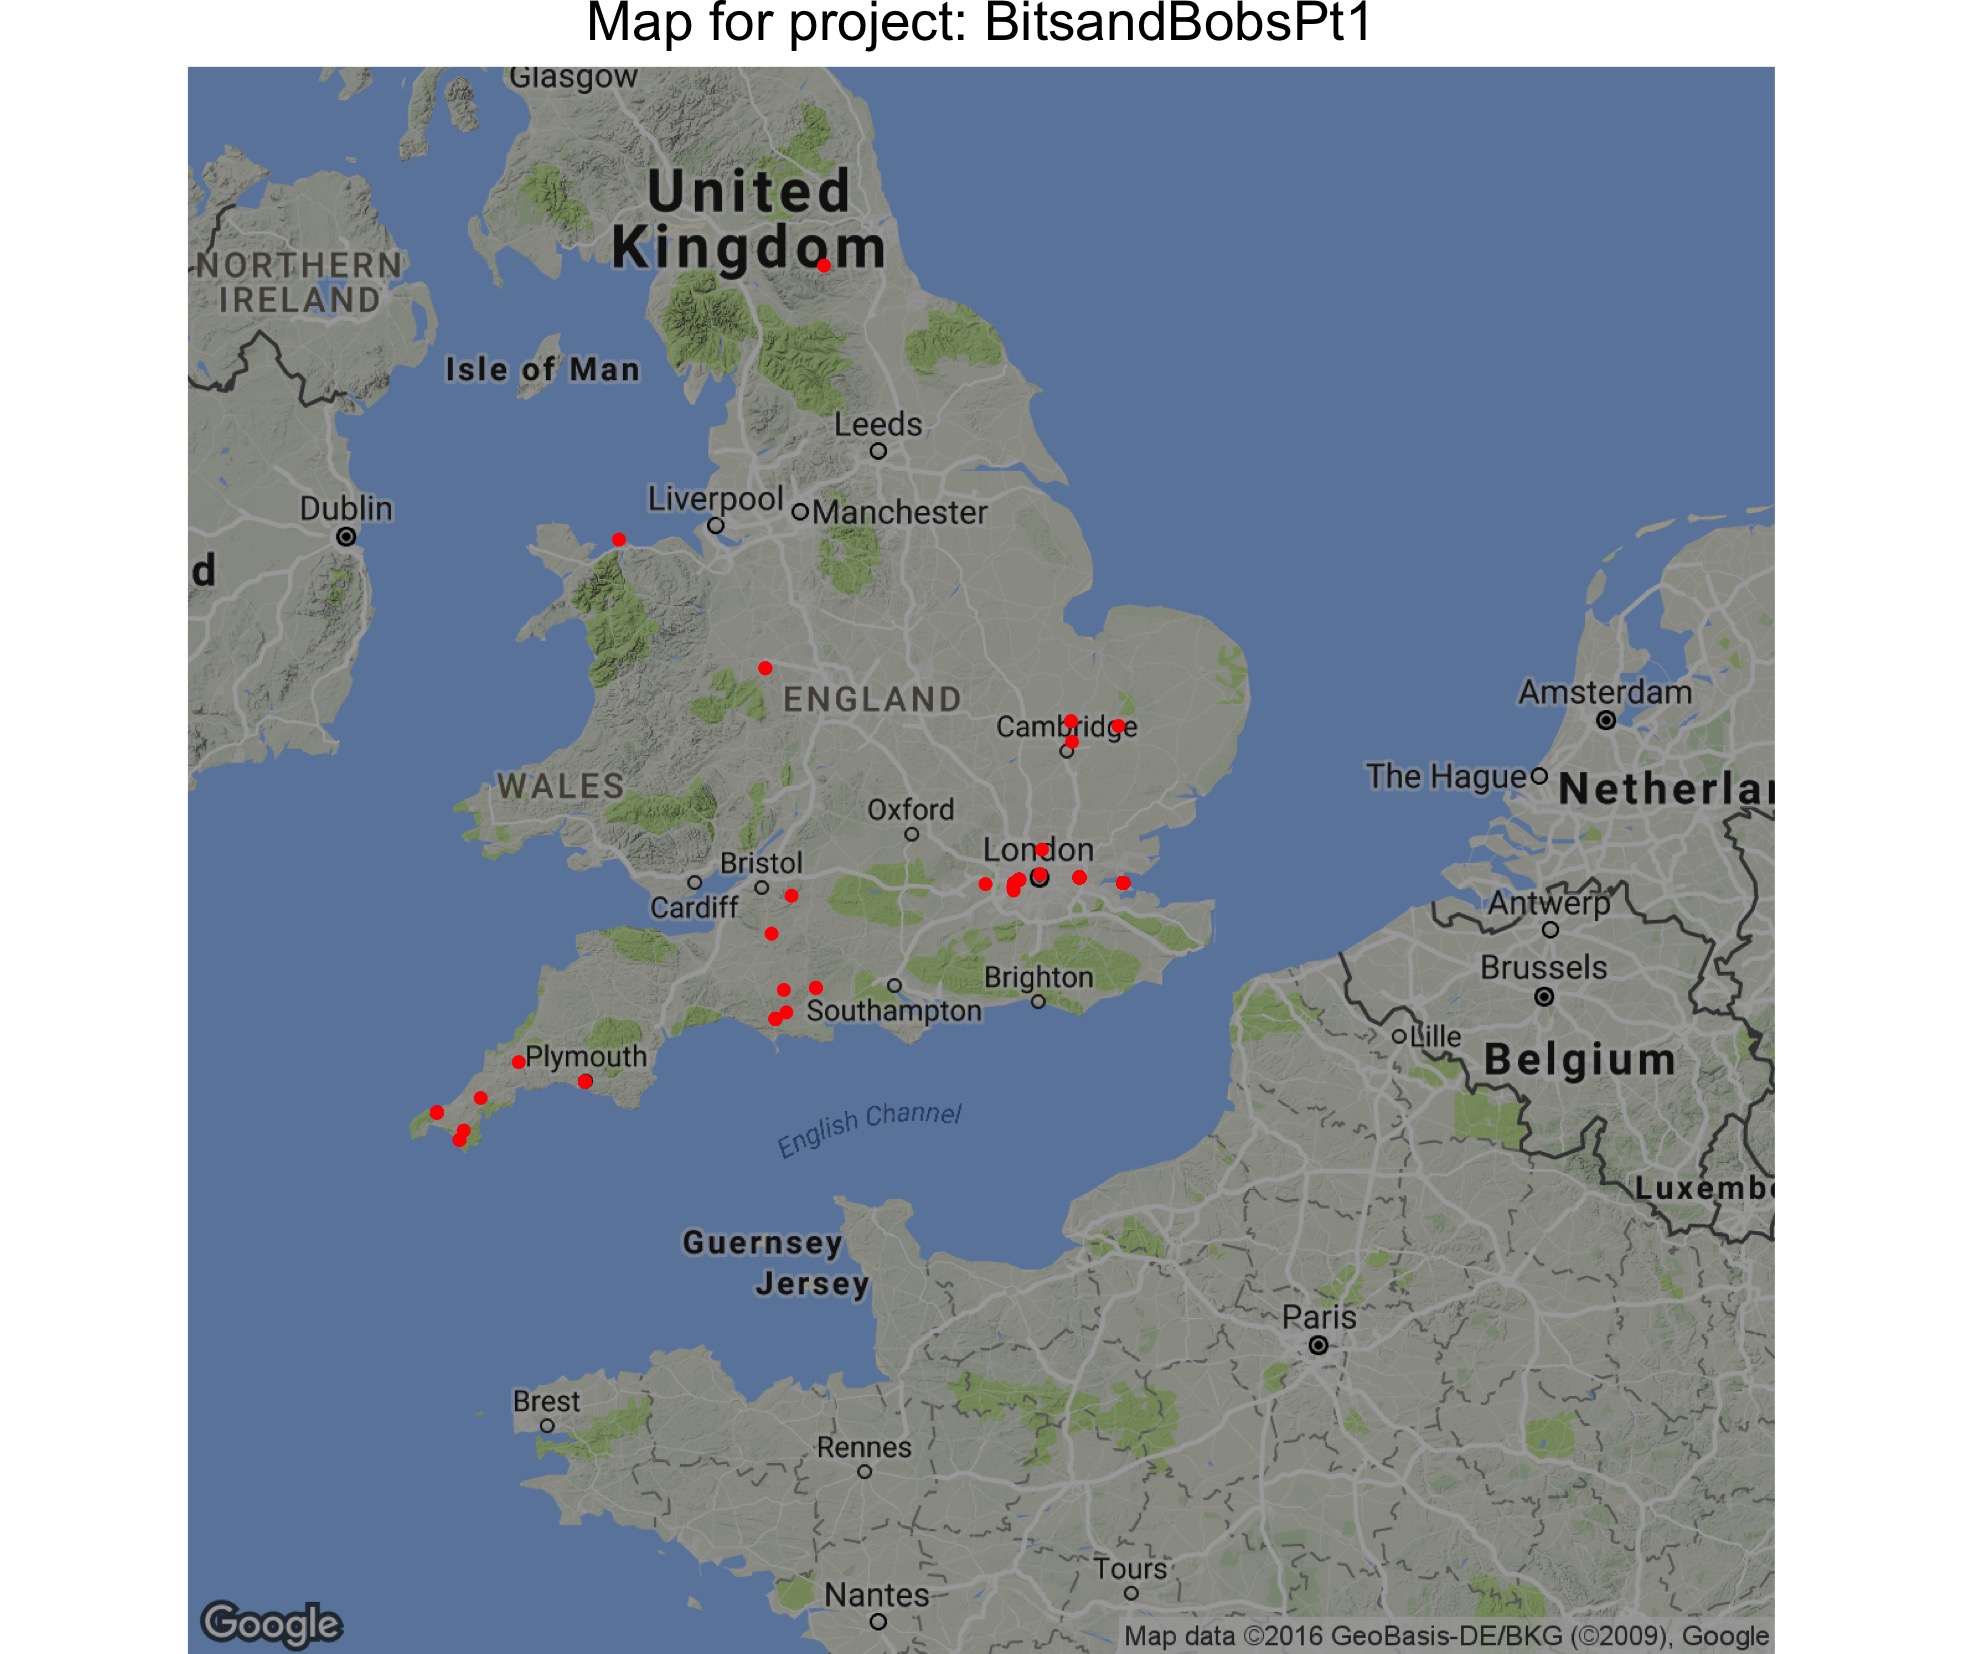 Map for project: BitsandBobsPt1
Glasgow
United
Kingdom
NORTHERN
IRELAND
Isle of Man
Leeds
Liverpool
Manchester
Dublin
d
ENGLAND
Cambridge
Amsterdam
The Hague
Netherlan
WALES
Oxford
London
Bristol
Cardiff
Antwerp
Brussels
Brighton
Southampton
Lille
Belgium
Plymouth
English Channel
Luxembo
Guernsey
Jersey
Paris
Brest
Rennes
Tours
Nantes
Google
Map data ©2016 GeoBasis-DE/BKG (©2009), Google